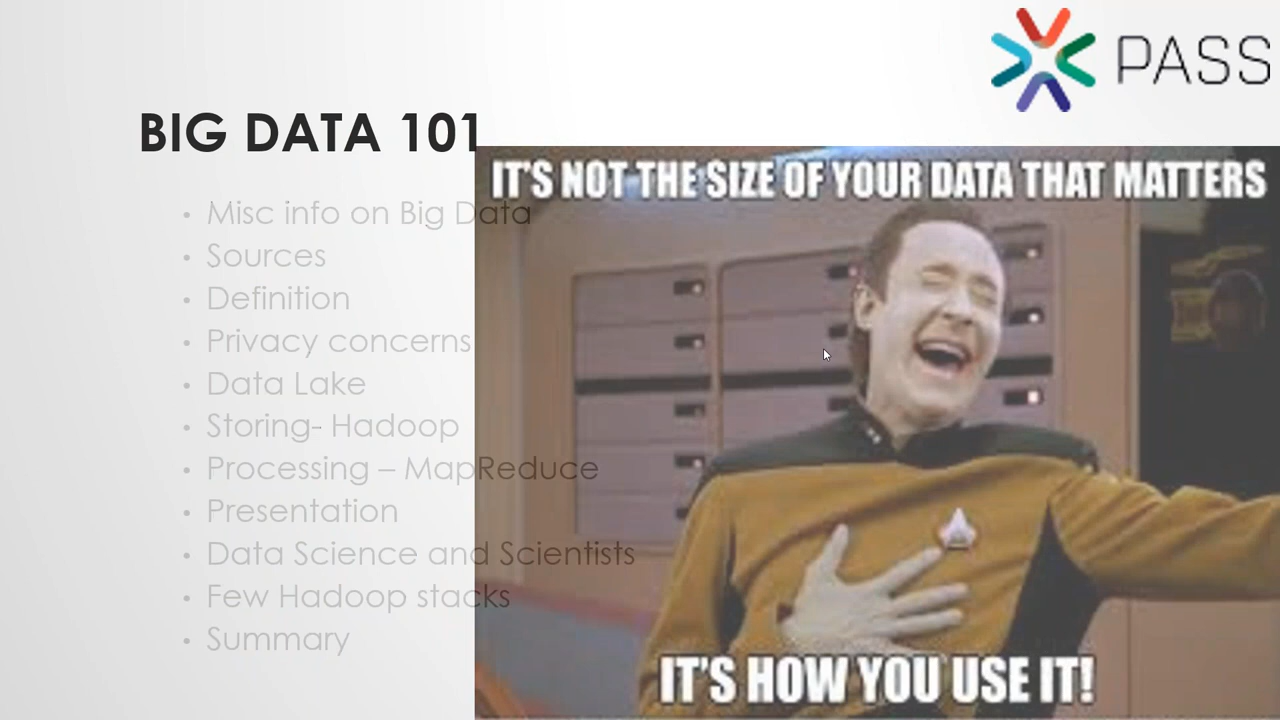 PASS
BIG DATA 101
IT'S NOT THE SIZE OF YOUR DATA THAT MATTERS
• Misc info on Big Data
• Sources
• Definition
• Privacy concerns
• Data Lake
• Storing- Hadoop
• Processing – MapReduce
• Presentation
• Data Science and Scientists
• Few Hadoop stacks
• Summary
IT'S HOW YOU USE IT!